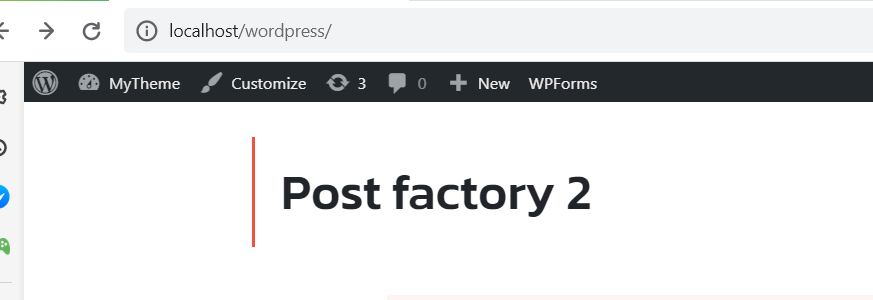 localhost/wordpress/
MyTheme Customize 3 0 New WPForms
Post factory 2